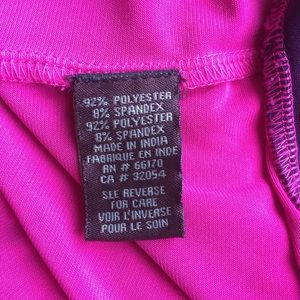 92% POLYESTER
8% SPANDEX
92% POLYESTER
8% SPANDEX
MADE IN INDIA
FABRIQUE EN INDE
RN # 66170
CA # 32054
SEE REVERSE
FOR CARE
VOIR L'INVERSE
POUR LE SOIN